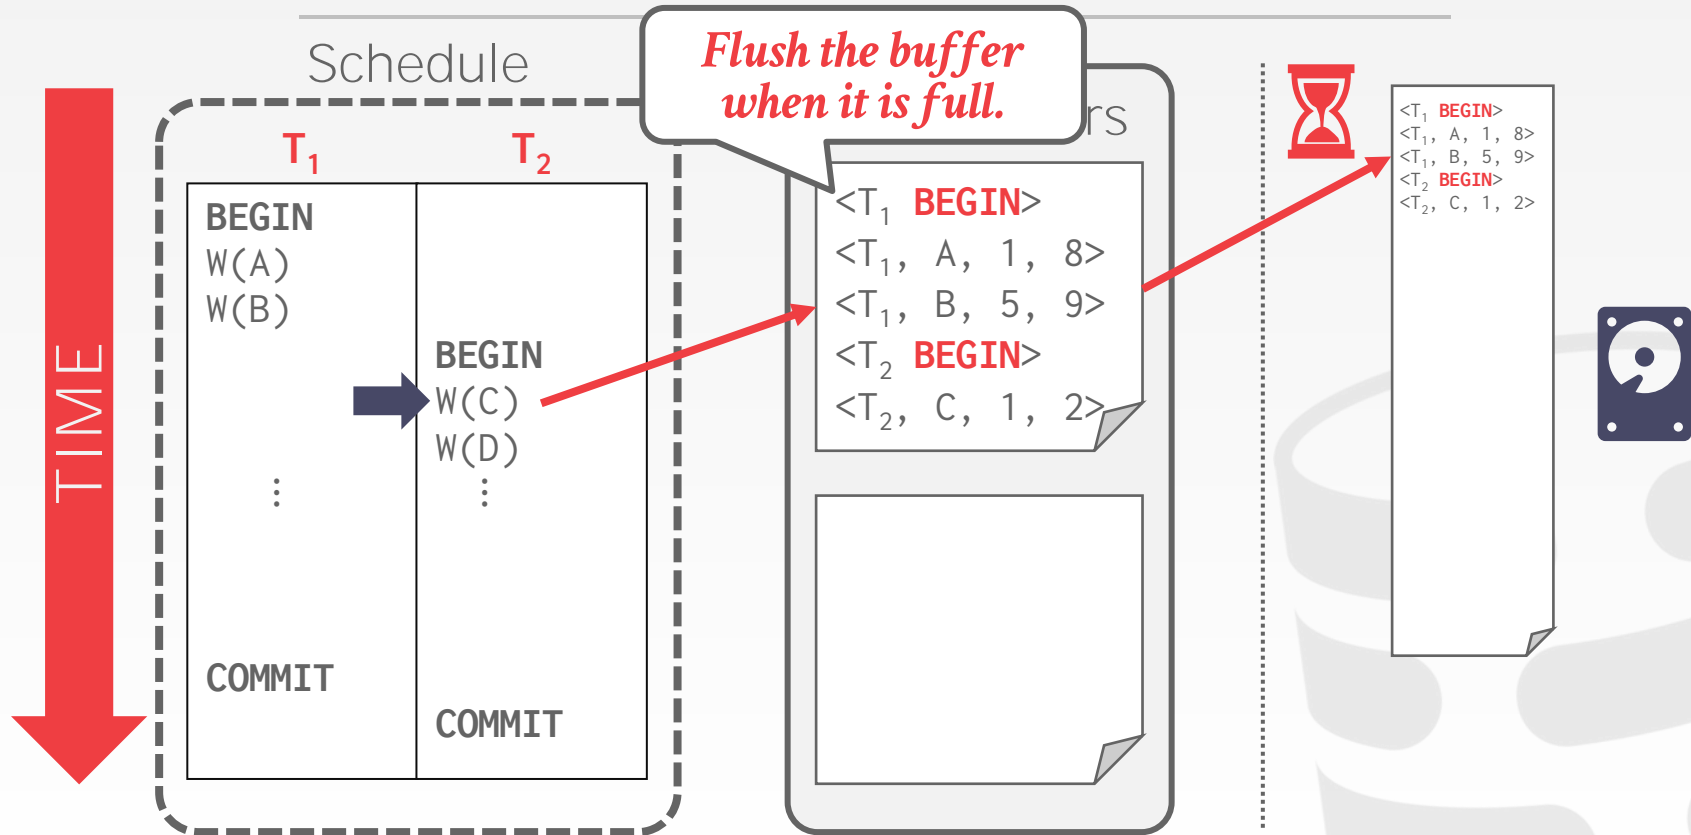 Schedule
Flush the buffer
when it is full.
rs
TIME
T₁ T₂
BEGIN
W(A)
W(B)
BEGIN
W(C)
W(D)
⋮ ⋮
COMMIT
COMMIT
<T₁ BEGIN>
<T₁, A, 1, 8>
<T₁, B, 5, 9>
<T₂ BEGIN>
<T₂, C, 1, 2>
<T₁ BEGIN>
<T₁, A, 1, 8>
<T₁, B, 5, 9>
<T₂ BEGIN>
<T₂, C, 1, 2>